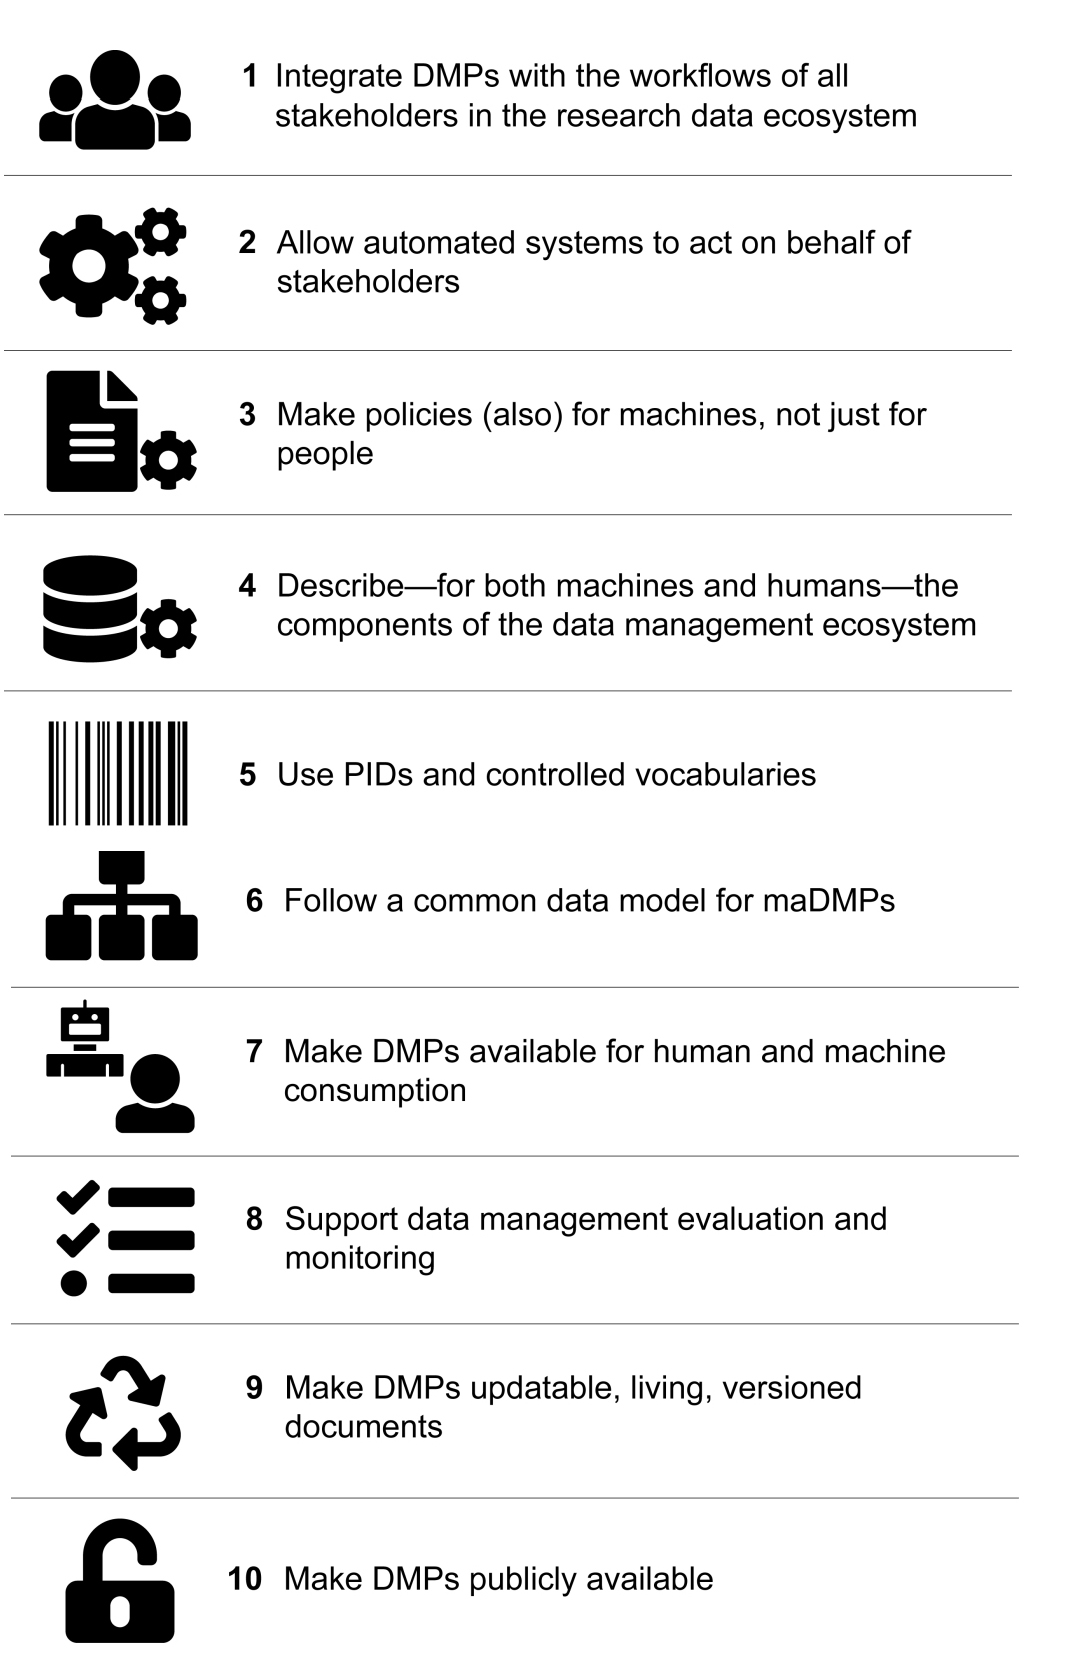 1 Integrate DMPs with the workflows of all
stakeholders in the research data ecosystem
2 Allow automated systems to act on behalf of
stakeholders
3 Make policies (also) for machines, not just for
people
4 Describe—for both machines and humans—the
components of the data management ecosystem
5 Use PIDs and controlled vocabularies
6 Follow a common data model for maDMPs
7 Make DMPs available for human and machine
consumption
8 Support data management evaluation and
monitoring
9 Make DMPs updatable, living, versioned
documents
10 Make DMPs publicly available